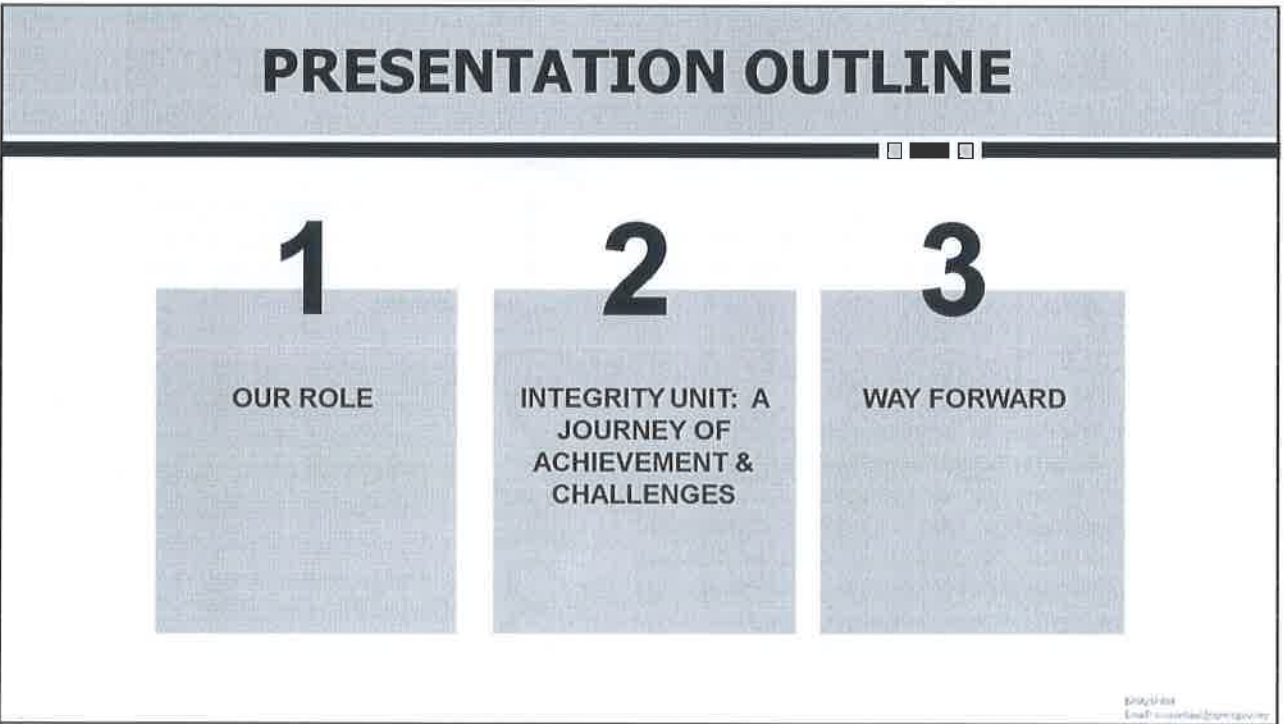 PRESENTATION OUTLINE
1
OUR ROLE
2
INTEGRITY UNIT: A
JOURNEY OF
ACHIEVEMENT &
CHALLENGES
3
WAY FORWARD